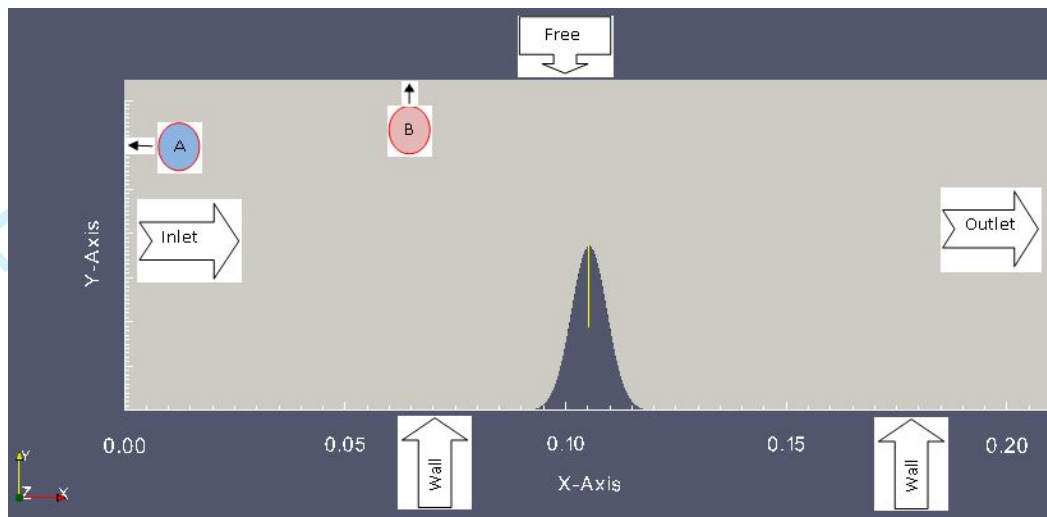 Free
B
A
Inlet
Outlet
Y-Axis
0.00
0.05
0.10
0.15
0.20
Wall
Wall
X-Axis
Y
Z
X